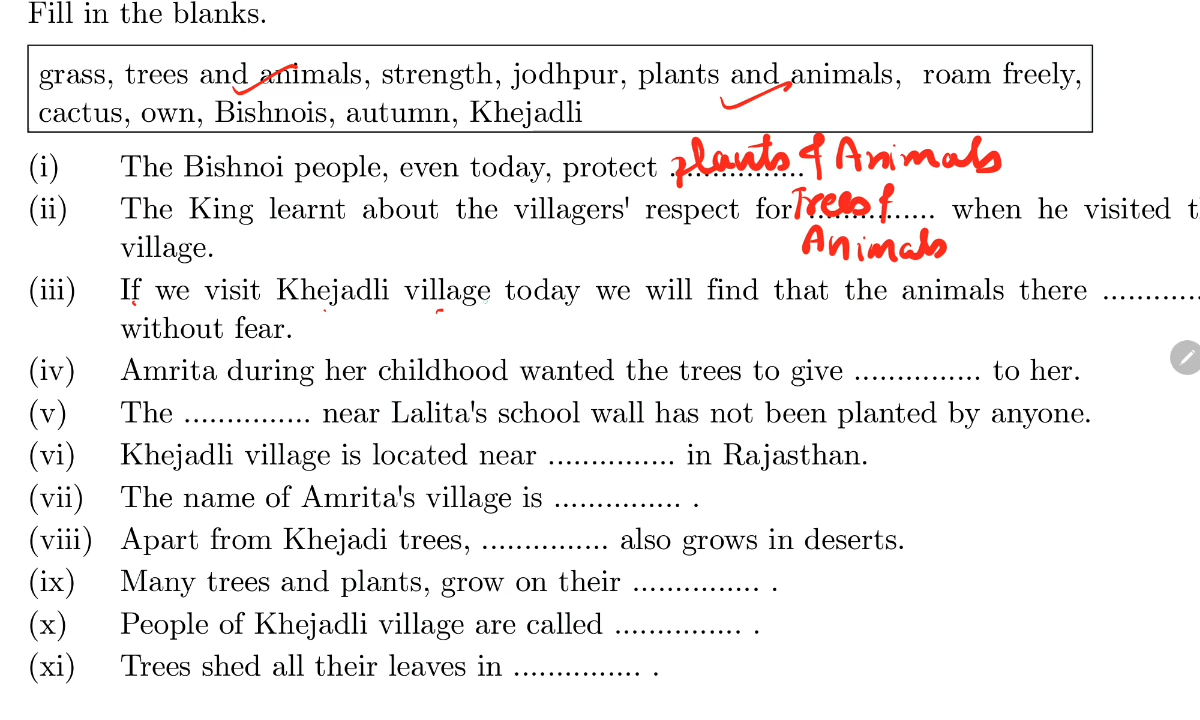 Fill in the blanks.
grass, trees and animals, strength, jodhpur, plants and animals, roam freely,
cactus, own, Bishnois, autumn, Khejadli
(i) The Bishnoi people, even today, protect ............... plants & Animals
(ii) The King learnt about the villagers' respect for ............... Trees & when he visited t
village. Animals
(iii) If we visit Khejadli village today we will find that the animals there ............
without fear.
(iv) Amrita during her childhood wanted the trees to give ............... to her.
(v) The ............... near Lalita's school wall has not been planted by anyone.
(vi) Khejadli village is located near ............... in Rajasthan.
(vii) The name of Amrita's village is ............... .
(viii) Apart from Khejadi trees, ............... also grows in deserts.
(ix) Many trees and plants, grow on their ............... .
(x) People of Khejadli village are called ............... .
(xi) Trees shed all their leaves in ............... .